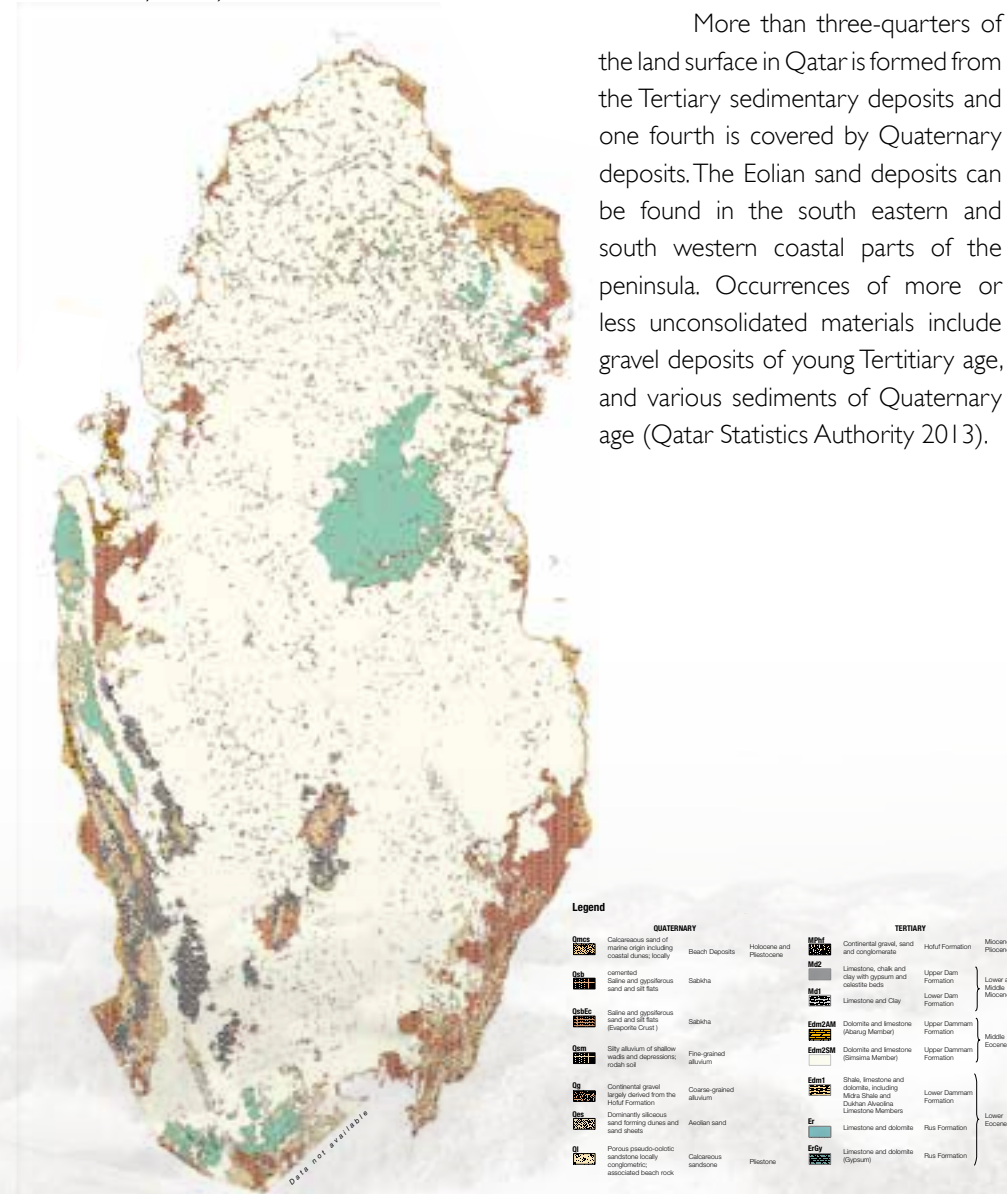 More than three-quarters of
the land surface in Qatar is formed from
the Tertiary sedimentary deposits and
one fourth is covered by Quaternary
deposits. The Eolian sand deposits can
be found in the south eastern and
south western coastal parts of the
peninsula. Occurrences of more or
less unconsolidated materials include
gravel deposits of young Tertitiary age,
and various sediments of Quaternary
age (Qatar Statistics Authority 2013).
Data not available
Legend
QUATERNARY
Qmcs
Calcareaous sand of
marine origin including
coastal dunes; locally
Beach Deposits
Holocene and
Pliestocene
Qsb
cemented
Saline and gypsiferous
sand and silt flats
Sabkha
QsbEc
Saline and gypsiferous
sand and silt flats
(Evaporite Crust )
Sabkha
Qsm
Silty alluvium of shallow
wadis and depressions;
rodah soil
Fine-grained
alluvium
Qg
Continental gravel
largely derived from the
Hofuf Formation
Coarse-grained
alluvium
Qes
Dominantly siliceous
sand forming dunes and
sand sheets
Aeolian sand
Ql
Porous pseudo-oolotic
sandstone locally
conglometric;
associated beach rock
Calcareous
sandsone
Pliestone
TERTIARY
MPhf
Continental gravel, sand
and conglomerate
Hofuf Formation
Md2
Limestone, chalk and
clay with gypsum and
celestite beds
Upper Dam
Formation
Md1
Limestone and Clay
Lower Dam
Formation
Middle
Edm2AM
Dolomite and limestone
(Abarug Member)
Upper Dammam
Formation
Edm2SM
Dolomite and limestone
(Simsima Member)
Upper Dammam
Formation
Middle
Eocene
Edm1
Shale, limestone and
dolomite, including
Midra Shale and
Dukhan Alveolina
Limestone Members
Lower Dammam
Formation
Er
Limestone and dolomite
Rus Formation
ErGy
Limestone and dolomite
(Gypsum)
Rus Formation
Lower
Eocene